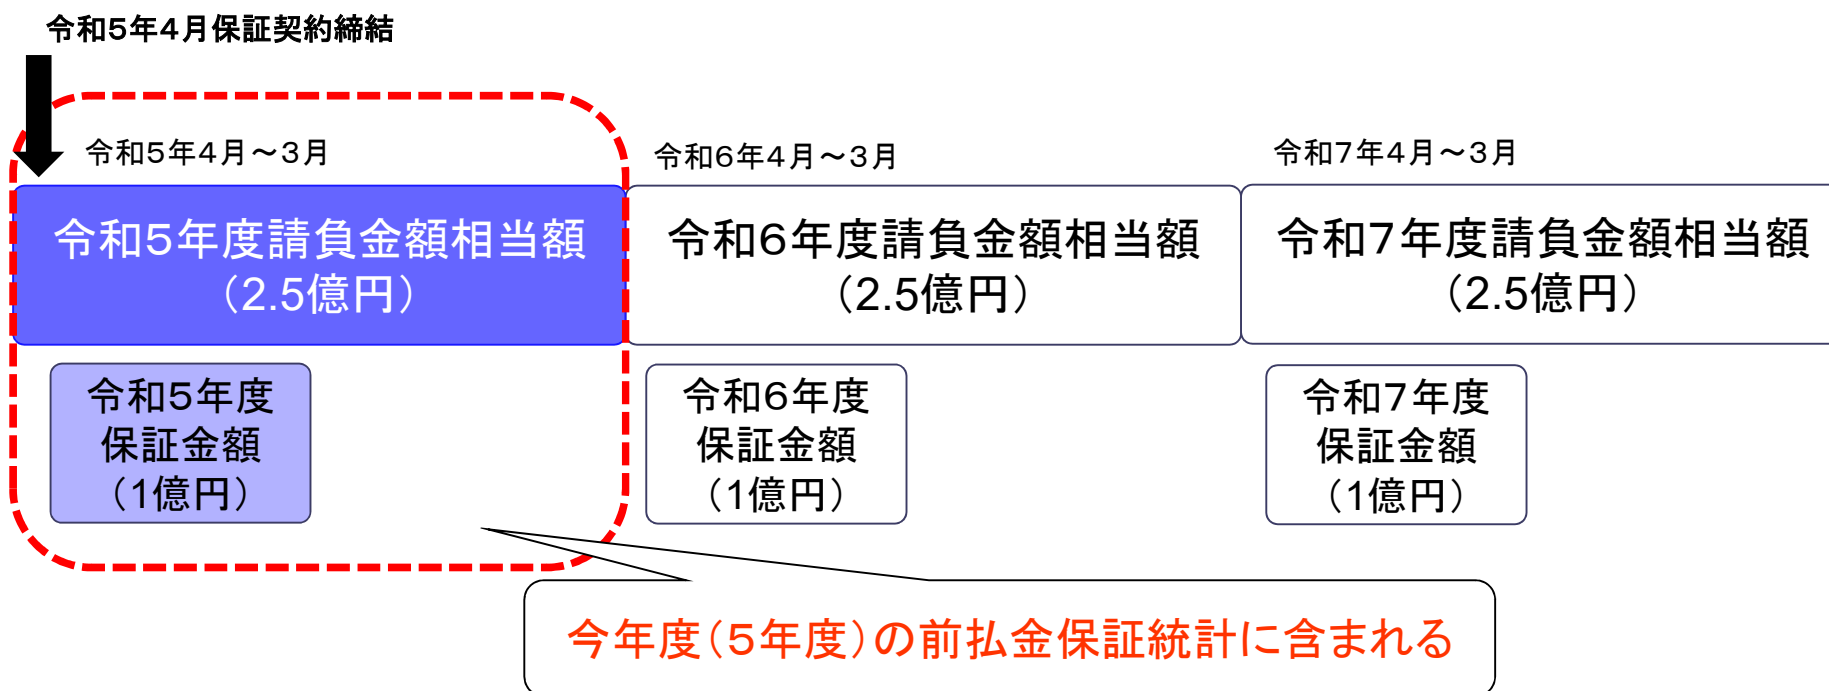 令和5年4月保証契約締結
令和5年4月～3月
令和6年4月～3月
令和7年4月～3月
令和5年度請負金額相当額
（2.5億円）
令和6年度請負金額相当額
（2.5億円）
令和7年度請負金額相当額
（2.5億円）
令和5年度
保証金額
（1億円）
令和6年度
保証金額
（1億円）
令和7年度
保証金額
（1億円）
今年度（5年度）の前払金保証統計に含まれる